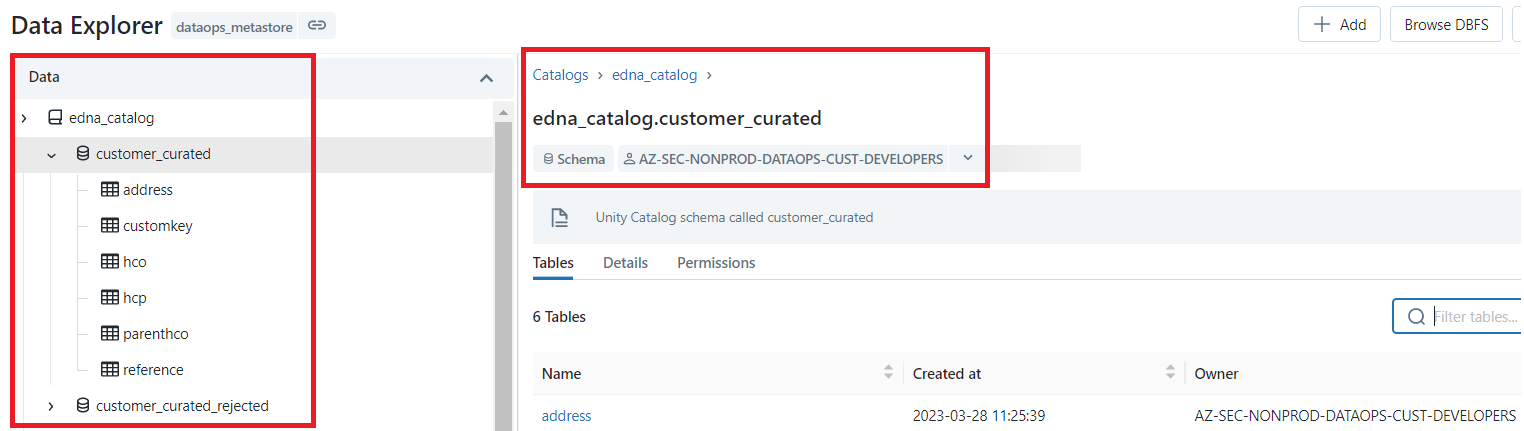 Data Explorer dataops_metastore
Add Browse DBFS
Data
edna_catalog
customer_curated
address
customkey
hco
hcp
parenthco
reference
customer_curated_rejected
Catalogs > edna_catalog >
edna_catalog.customer_curated
Schema AZ-SEC-NONPROD-DATAOPS-CUST-DEVELOPERS
Unity Catalog schema called customer_curated
Tables Details Permissions
6 Tables
Filter tables...
Name Created at Owner
address 2023-03-28 11:25:39 AZ-SEC-NONPROD-DATAOPS-CUST-DEVELOPERS